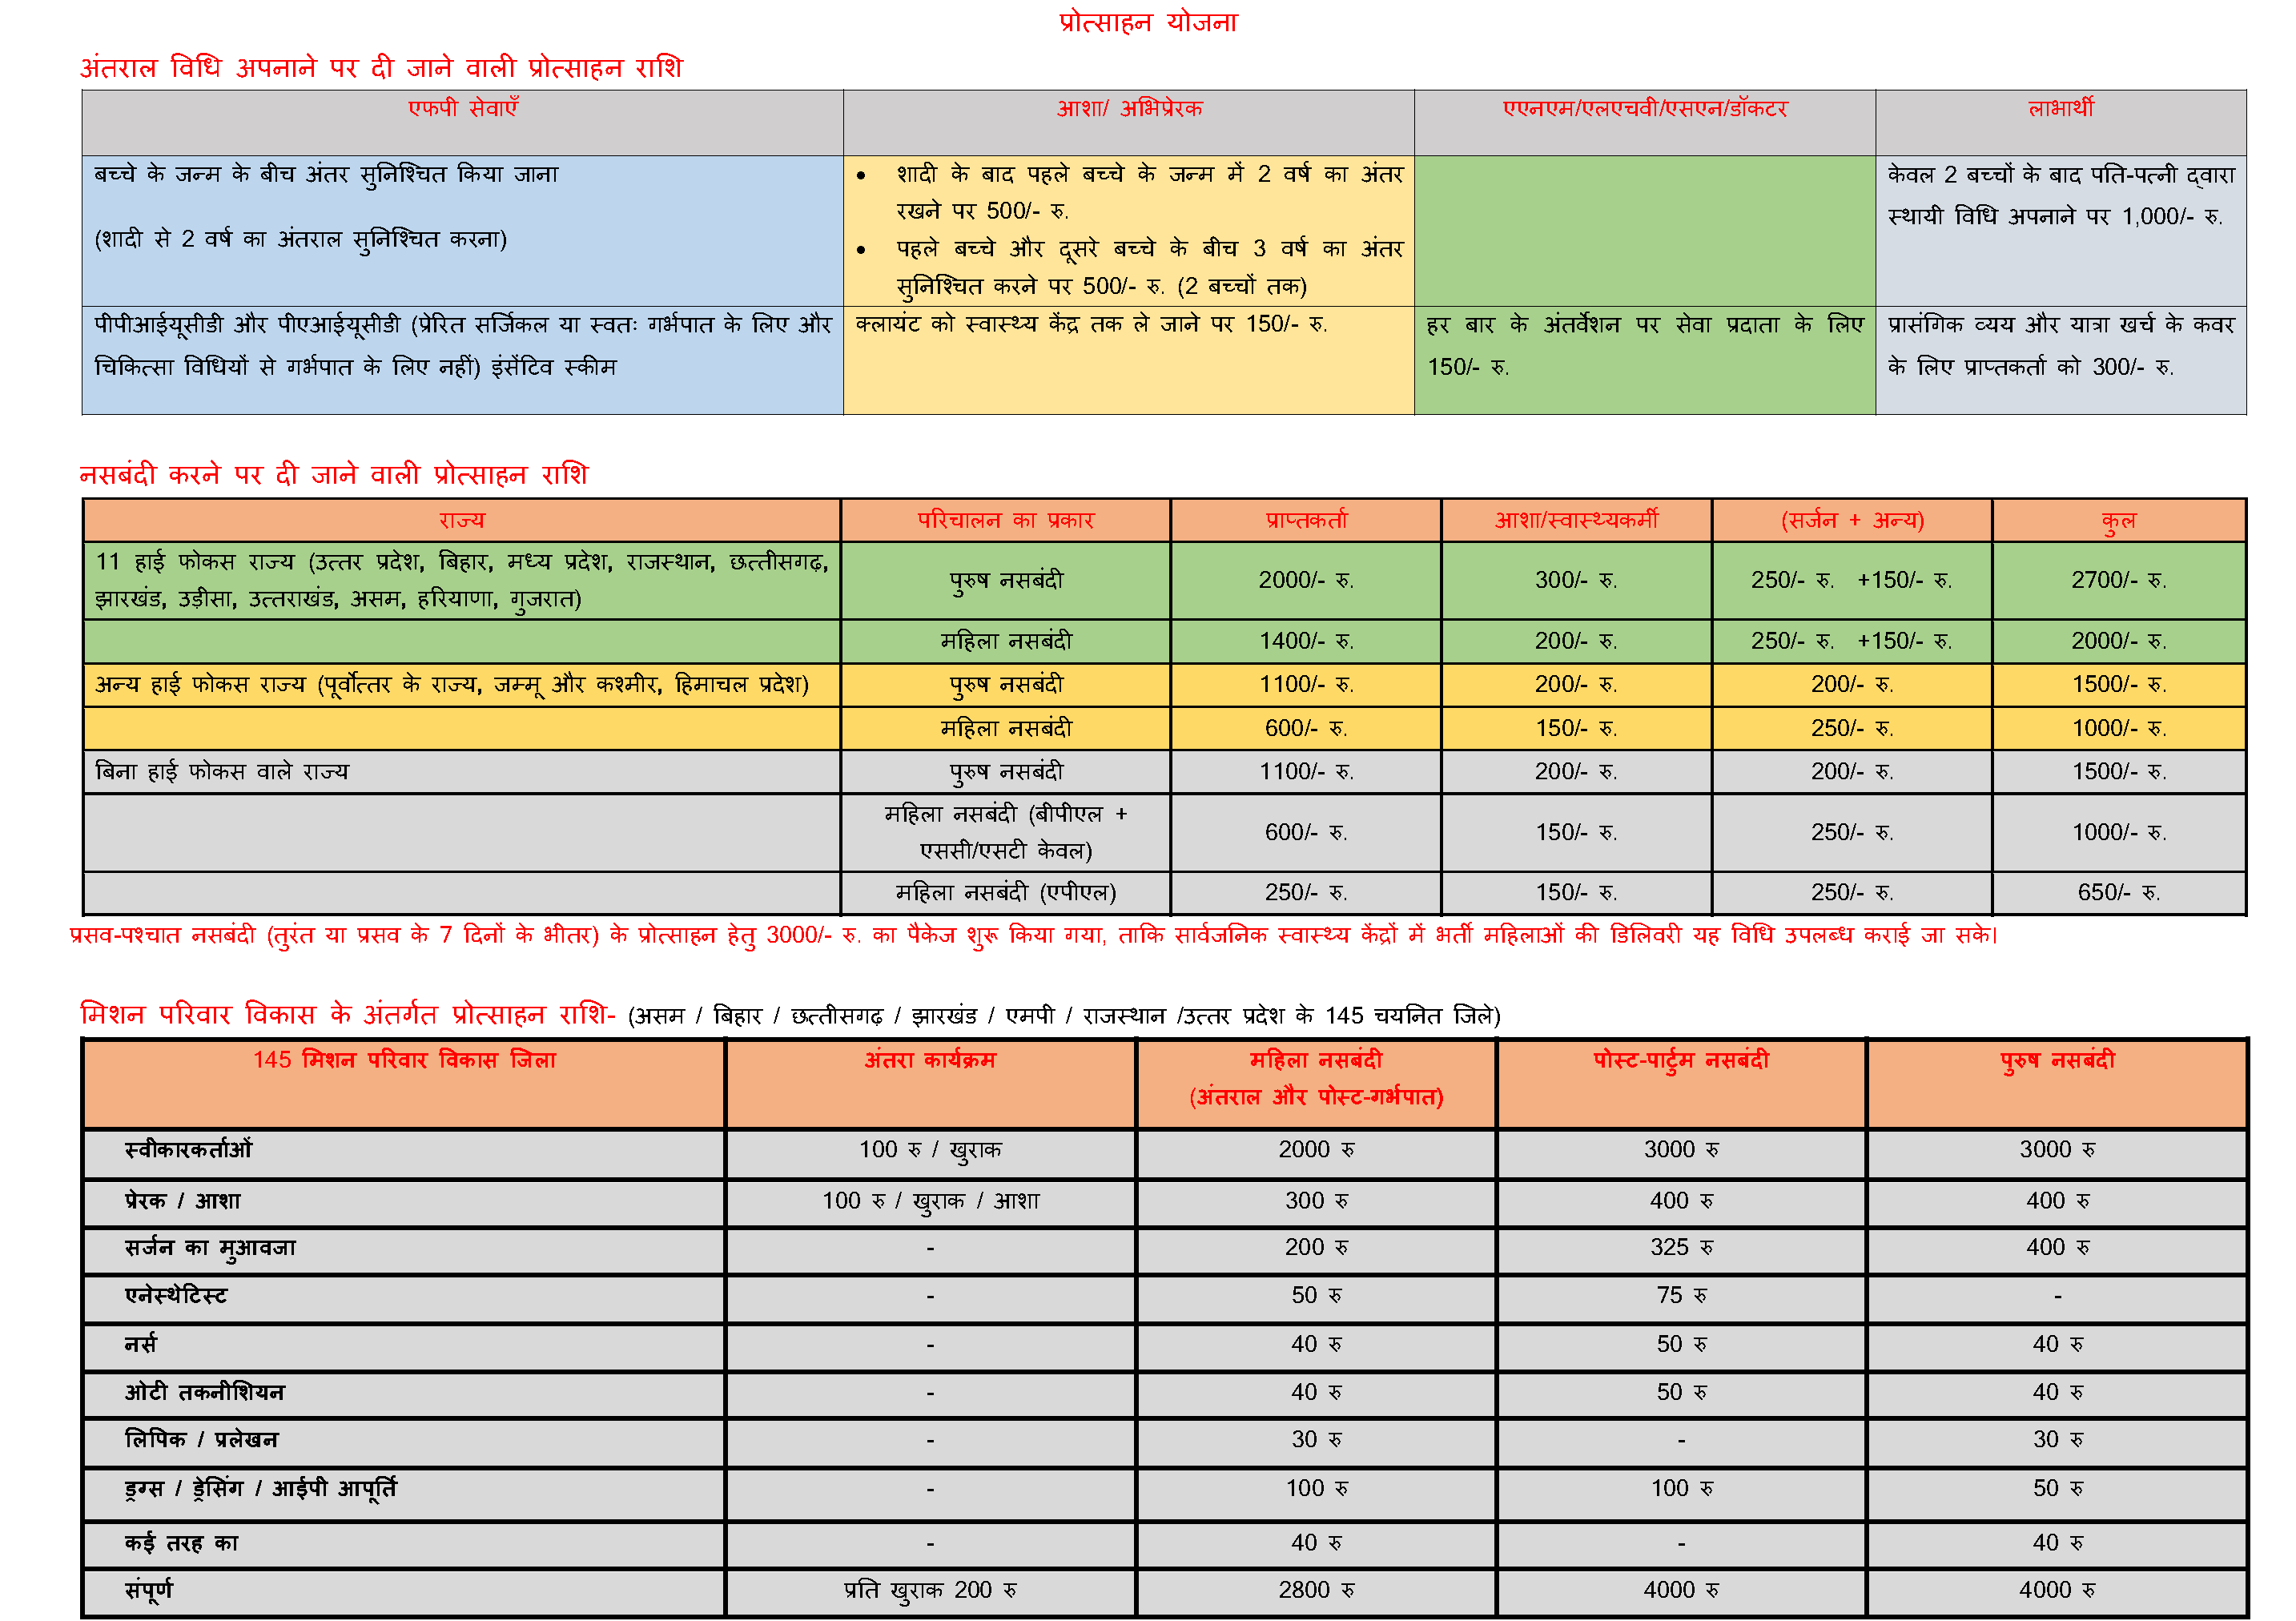 प्रोत्साहन योजना
अंतराल विधि अपनाने पर दी जाने वाली प्रोत्साहन राशि
एफपी सेवाएँ आशा/ अभिप्रेरक एएनएम/एलएचवी/एसएन/डॉकटर लाभार्थी
बच्चे के जन्म के बीच अंतर सुनिश्चित किया जाना
(शादी से 2 वर्ष का अंतराल सुनिश्चित करना)
• शादी के बाद पहले बच्चे के जन्म में 2 वर्ष का अंतर
रखने पर 500/- रु.
• पहले बच्चे और दूसरे बच्चे के बीच 3 वर्ष का अंतर
सुनिश्चित करने पर 500/- रु. (2 बच्चों तक)
केवल 2 बच्चों के बाद पति-पत्नी द्वारा
स्थायी विधि अपनाने पर 1,000/- रु.
पीपीआईयूसीडी और पीएआईयूसीडी (प्रेरित सर्जिकल या स्वतः गर्भपात के लिए और
चिकित्सा विधियों से गर्भपात के लिए नहीं) इंसेंटिव स्कीम
क्लायंट को स्वास्थ्य केंद्र तक ले जाने पर 150/- रु.
हर बार के अंतर्वेशन पर सेवा प्रदाता के लिए
150/- रु.
प्रासंगिक व्यय और यात्रा खर्च के कवर
के लिए प्राप्तकर्ता को 300/- रु.
नसबंदी करने पर दी जाने वाली प्रोत्साहन राशि
राज्य परिचालन का प्रकार प्राप्तकर्ता आशा/स्वास्थ्यकर्मी (सर्जन + अन्य) कुल
11 हाई फोकस राज्य (उत्तर प्रदेश, बिहार, मध्य प्रदेश, राजस्थान, छत्तीसगढ़,
झारखंड, उड़ीसा, उत्तराखंड, असम, हरियाणा, गुजरात)
पुरुष नसबंदी 2000/- रु. 300/- रु. 250/- रु. +150/- रु. 2700/- रु.
महिला नसबंदी 1400/- रु. 200/- रु. 250/- रु. +150/- रु. 2000/- रु.
अन्य हाई फोकस राज्य (पूर्वोत्तर के राज्य, जम्मू और कश्मीर, हिमाचल प्रदेश) पुरुष नसबंदी 1100/- रु. 200/- रु. 200/- रु. 1500/- रु.
महिला नसबंदी 600/- रु. 150/- रु. 250/- रु. 1000/- रु.
बिना हाई फोकस वाले राज्य पुरुष नसबंदी 1100/- रु. 200/- रु. 200/- रु. 1500/- रु.
महिला नसबंदी (बीपीएल +
एससी/एसटी केवल)
600/- रु. 150/- रु. 250/- रु. 1000/- रु.
महिला नसबंदी (एपीएल) 250/- रु. 150/- रु. 250/- रु. 650/- रु.
प्रसव-पश्चात नसबंदी (तुरंत या प्रसव के 7 दिनों के भीतर) के प्रोत्साहन हेतु 3000/- रु. का पैकेज शुरू किया गया, ताकि सार्वजनिक स्वास्थ्य केंद्रों में भर्ती महिलाओं की डिलिवरी यह विधि उपलब्ध कराई जा सके।
मिशन परिवार विकास के अंतर्गत प्रोत्साहन राशि- (असम / बिहार / छत्तीसगढ़ / झारखंड / एमपी / राजस्थान /उत्तर प्रदेश के 145 चयनित जिले)
145 मिशन परिवार विकास जिला अंतरा कार्यक्रम महिला नसबंदी पोस्ट-पार्टुम नसबंदी पुरुष नसबंदी
(अंतराल और पोस्ट-गर्भपात)
स्वीकारकर्ताओं 100 रु / खुराक 2000 रु 3000 रु 3000 रु
प्रेरक / आशा 100 रु / खुराक / आशा 300 रु 400 रु 400 रु
सर्जन का मुआवजा - 200 रु 325 रु 400 रु
एनेस्थेटिस्ट - 50 रु 75 रु -
नर्स - 40 रु 50 रु 40 रु
ओटी तकनीशियन - 40 रु 50 रु 40 रु
लिपिक / प्रलेखन - 30 रु - 30 रु
ड्रग्स / ड्रेसिंग / आईपी आपूर्ति - 100 रु 100 रु 50 रु
कई तरह का - 40 रु - 40 रु
संपूर्ण प्रति खुराक 200 रु 2800 रु 4000 रु 4000 रु